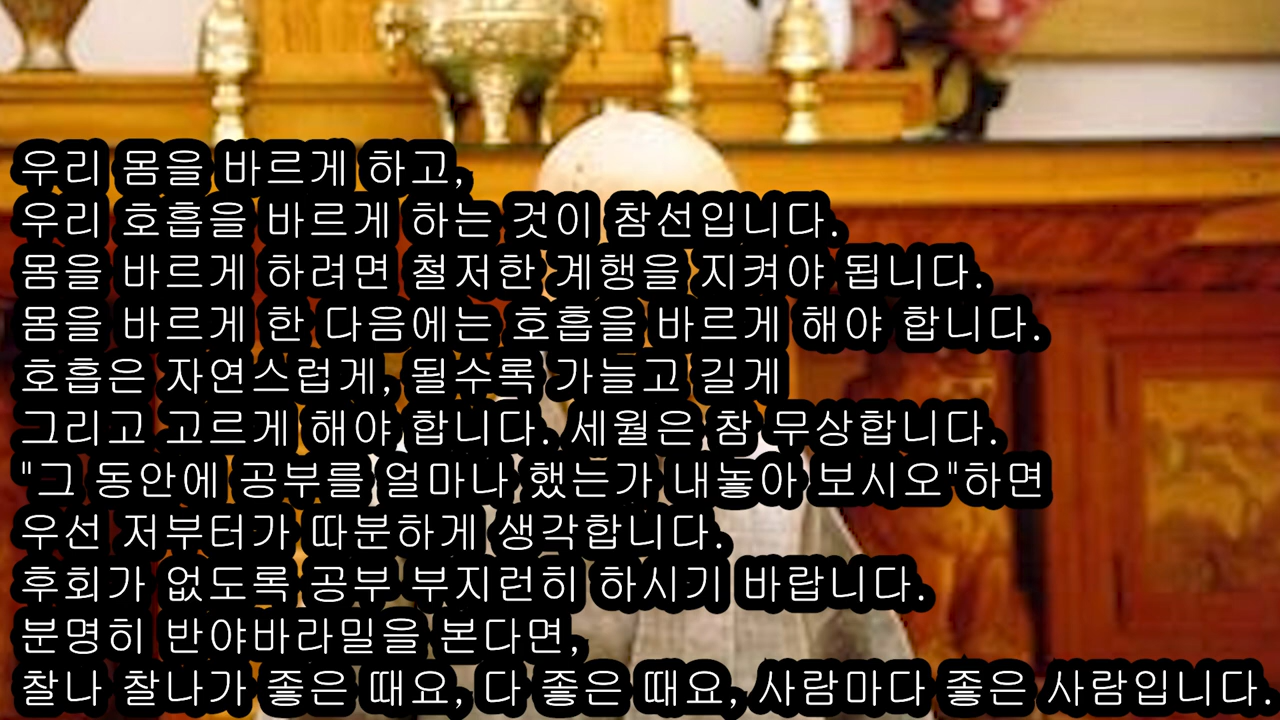 우리 몸을 바르게 하고,
우리 호흡을 바르게 하는 것이 참선입니다.
몸을 바르게 하려면 철저한 계행을 지켜야 됩니다.
몸을 바르게 한 다음에는 호흡을 바르게 해야 합니다.
호흡은 자연스럽게, 될수록 가늘고 길게
그리고 고르게 해야 합니다. 세월은 참 무상합니다.
"그 동안에 공부를 얼마나 했는가 내놓아 보시오"하면
우선 저부터가 따분하게 생각합니다.
후회가 없도록 공부 부지런히 하시기 바랍니다.
분명히 반야바라밀을 본다면,
찰나 찰나가 좋은 때요, 다 좋은 때요, 사람마다 좋은 사람입니다.